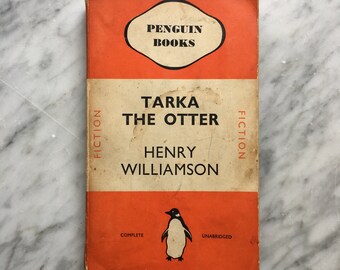 PENGUIN
BOOKS
FICTION
TARKA
THE OTTER
HENRY
WILLIAMSON
FICTION
COMPLETE
UNABRIDGED